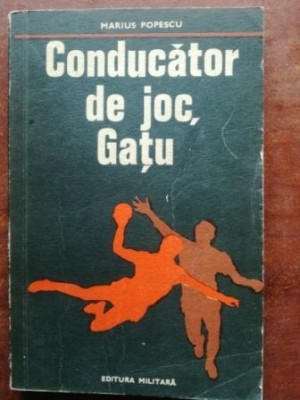 MARIUS POPESCU
Conducător
de joc,
Gațu
EDITURA MILITARĂ